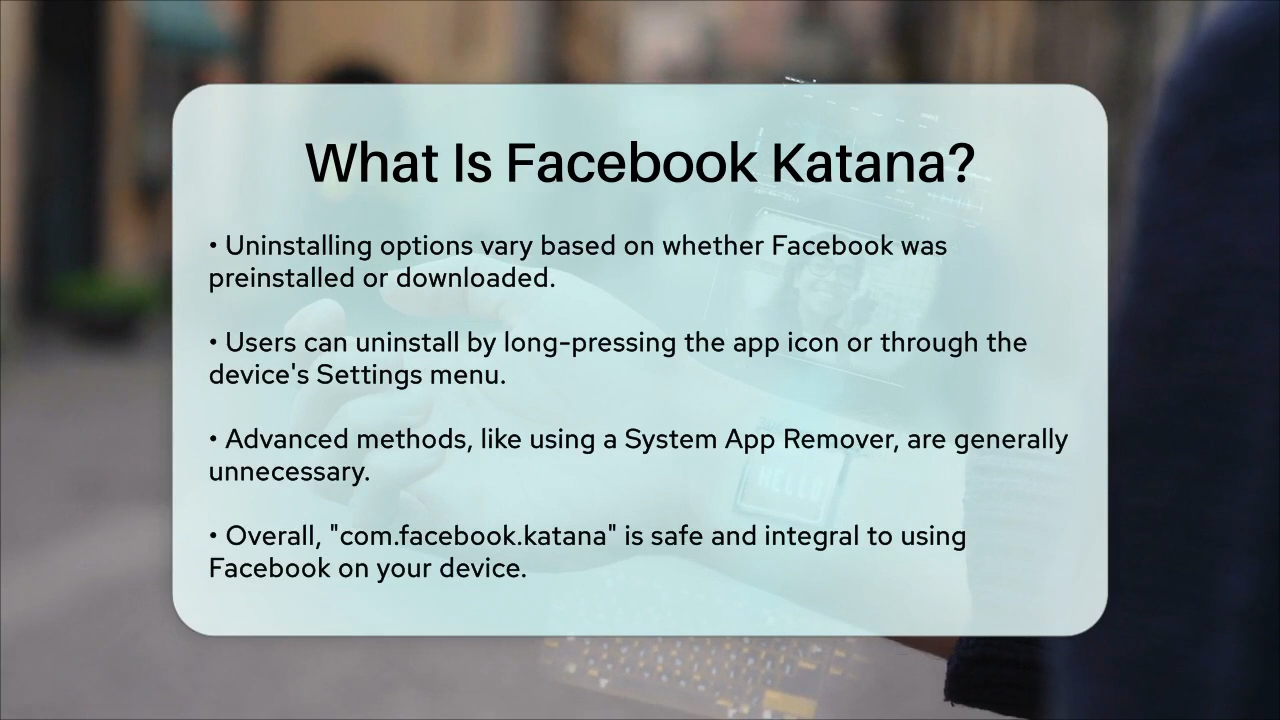 What Is Facebook Katana?
• Uninstalling options vary based on whether Facebook was
preinstalled or downloaded.
• Users can uninstall by long-pressing the app icon or through the
device's Settings menu.
• Advanced methods, like using a System App Remover, are generally
unnecessary.
HELLO
• Overall, "com.facebook.katana" is safe and integral to using
Facebook on your device.